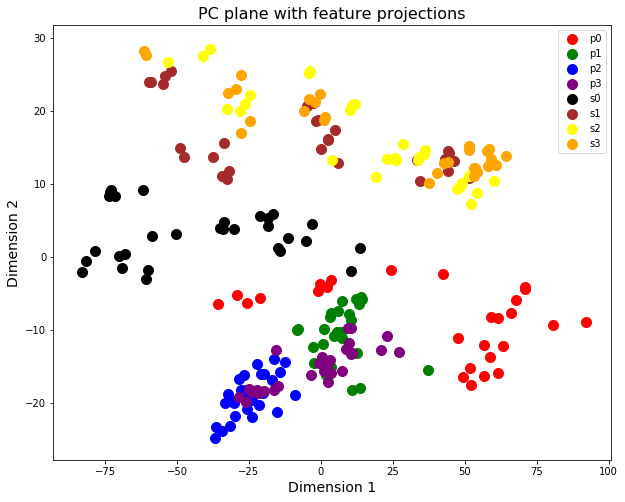 PC plane with feature projections
p0
p1
p2
p3
s0
s1
s2
s3
30
20
10
0
−10
−20
Dimension 2
−75
−50
−25
0
25
50
75
100
Dimension 1